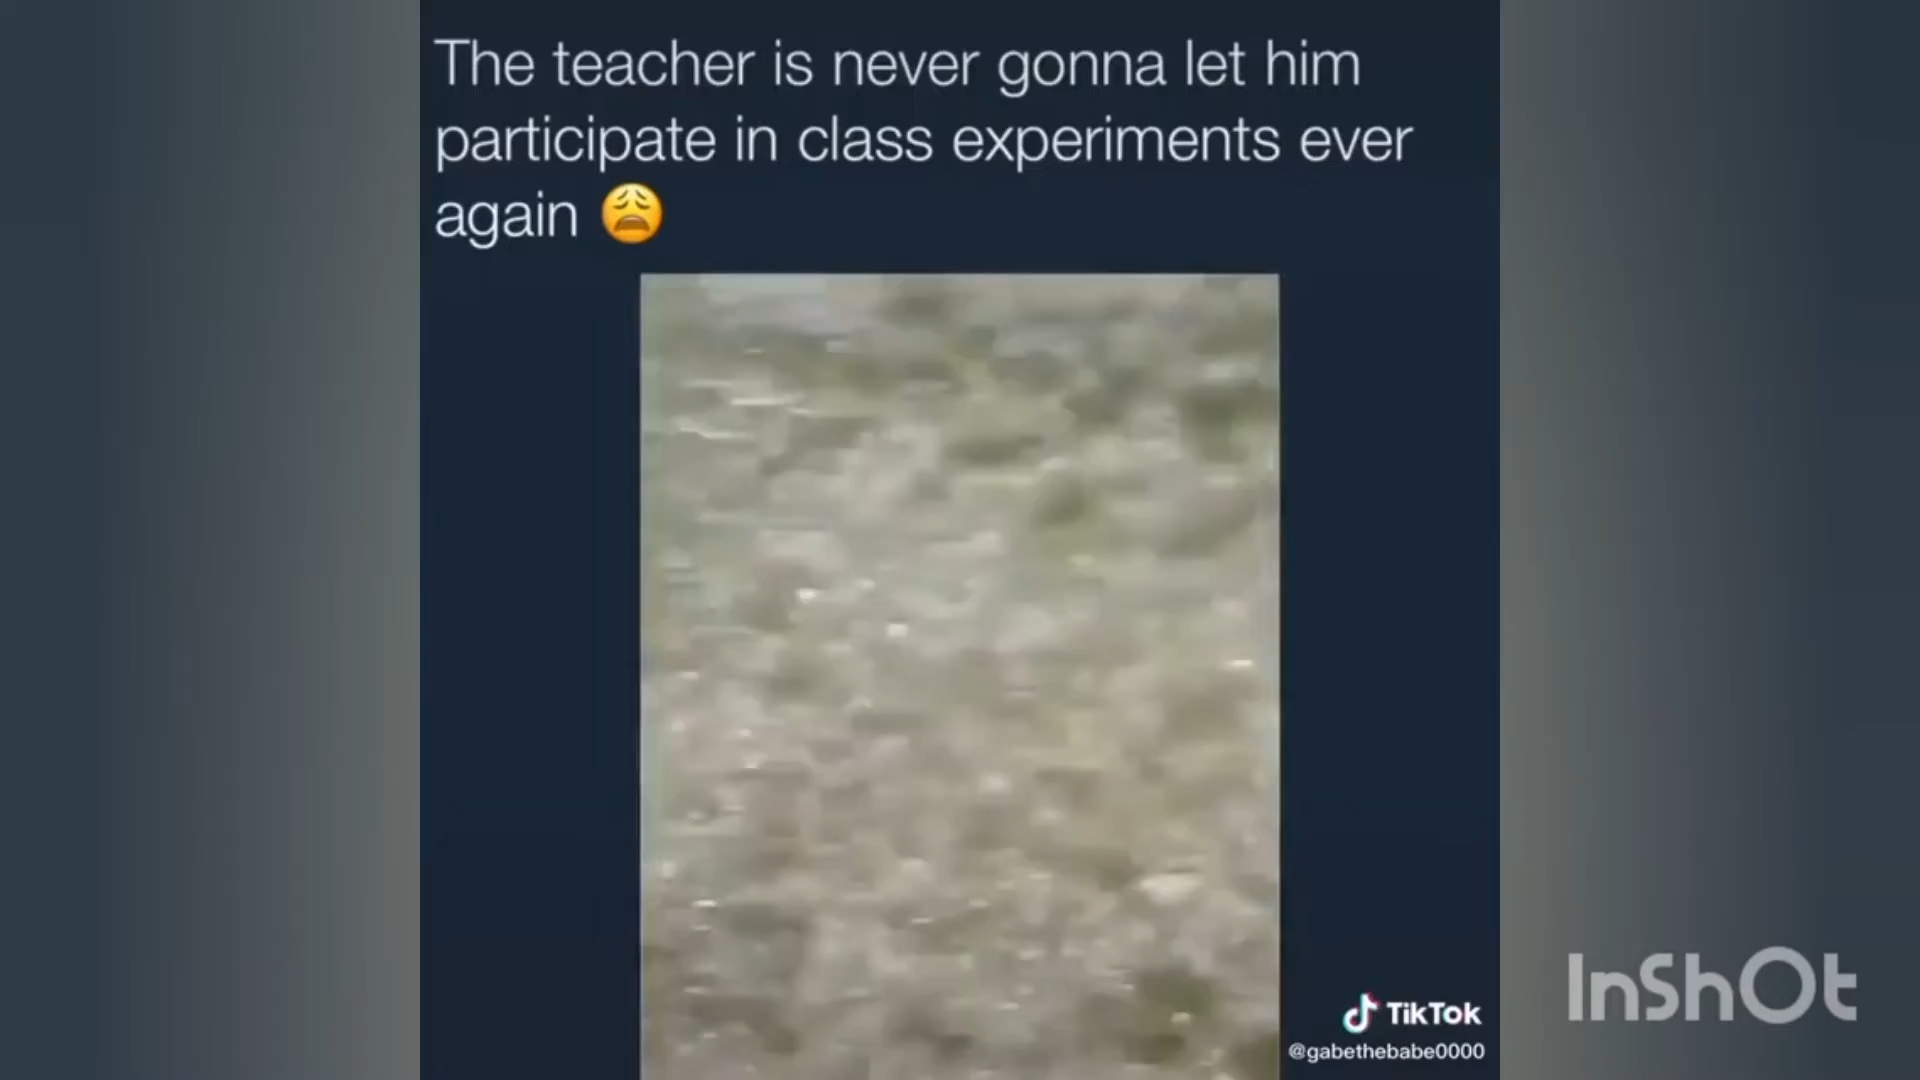 The teacher is never gonna let him
participate in class experiments ever
again 😩
TikTok
@gabethebabe0000
InShOt